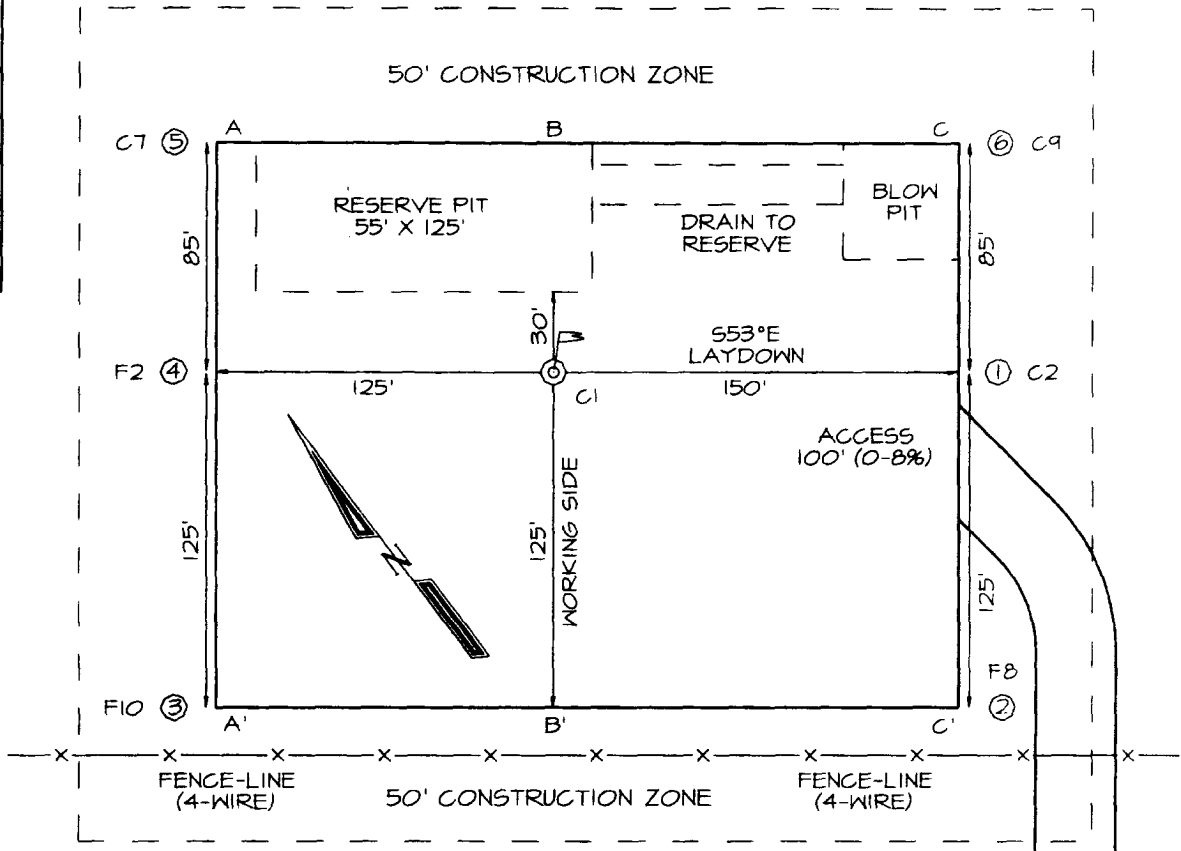 50' CONSTRUCTION ZONE
A
B
C
C7 5
6 C9
RESERVE PIT
55' X 125'
BLOW
PIT
DRAIN TO
RESERVE
85'
85'
30'
S53°E
LAYDOWN
F2 4
125'
C1
150'
1 C2
ACCESS
100' (0-8%)
N
125'
125'
WORKING SIDE
125'
F8
F10 3
2
A'
B'
C'
FENCE-LINE
(4-WIRE)
50' CONSTRUCTION ZONE
FENCE-LINE
(4-WIRE)